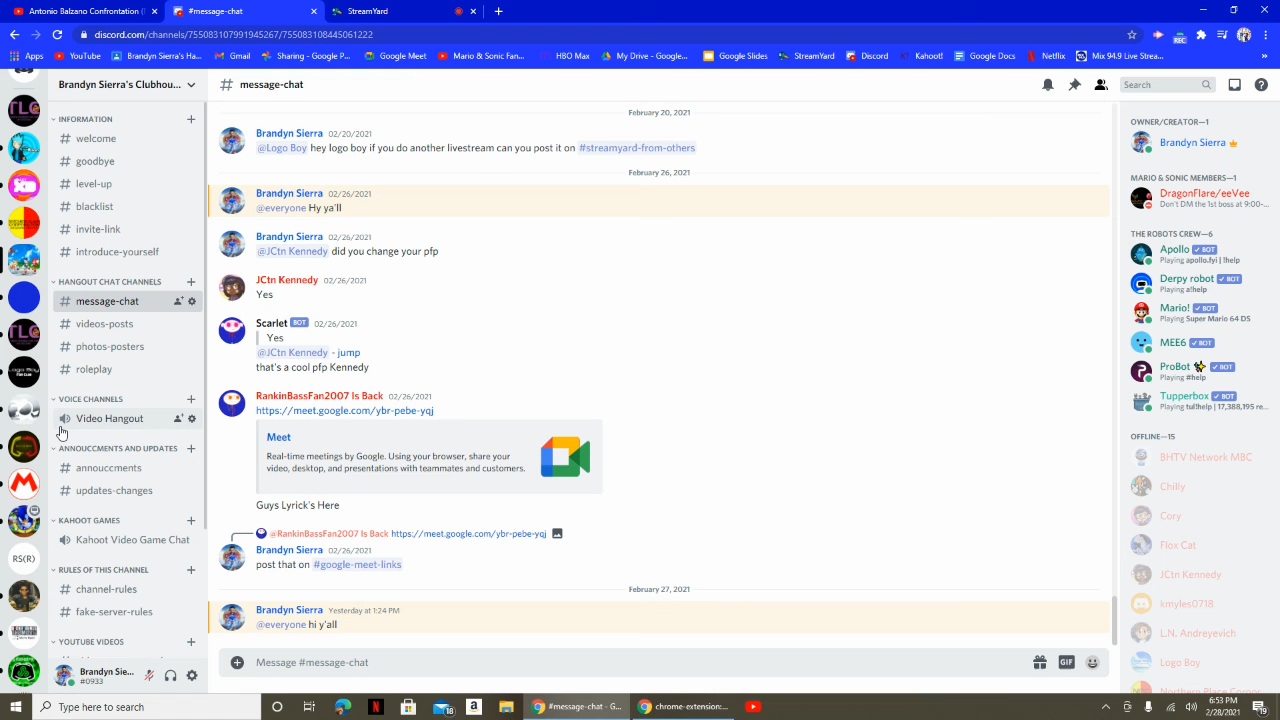 Antonio Balzano Confrontation (
#message-chat
StreamYard
discord.com/channels/755083107991945267/755083108445061222
Apps
YouTube
Brandyn Sierra's Ha...
Gmail
Sharing - Google P...
Google Meet
Mario & Sonic Fan...
HBO Max
My Drive - Google...
Google Slides
StreamYard
Discord
Kahoot!
Google Docs
Netflix
Mix 94.9 Live Strea...
Brandyn Sierra's Clubhou...
# message-chat
Search
INFORMATION
# welcome
# goodbye
# level-up
# blacklist
# invite-link
# introduce-yourself
HANGOUT CHAT CHANNELS
# message-chat
# videos-posts
# photos-posters
# roleplay
VOICE CHANNELS
Video Hangout
ANNOUCCMENTS AND UPDATES
# annouccments
# updates-changes
KAHOOT GAMES
Kahoot Video Game Chat
RULES OF THIS CHANNEL
# channel-rules
# fake-server-rules
YOUTUBE VIDEOS
TLC
TLC
RS(R)
Brandyn Sie...
#0933
February 20, 2021
Brandyn Sierra 02/20/2021
@Logo Boy hey logo boy if you do another livestream can you post it on #streamyard-from-others
February 26, 2021
Brandyn Sierra 02/26/2021
@everyone Hy ya'll
Brandyn Sierra 02/26/2021
@JCtn Kennedy did you change your pfp
JCtn Kennedy 02/26/2021
Yes
Scarlet BOT 02/26/2021
Yes
@JCtn Kennedy - jump
that's a cool pfp Kennedy
RankinBassFan2007 Is Back 02/26/2021
https://meet.google.com/ybr-pebe-yqj
Meet
Real-time meetings by Google. Using your browser, share your
video, desktop, and presentations with teammates and customers.
Guys Lyrick's Here
@RankinBassFan2007 Is Back https://meet.google.com/ybr-pebe-yqj
Brandyn Sierra 02/26/2021
post that on #google-meet-links
February 27, 2021
Brandyn Sierra Yesterday at 1:24 PM
@everyone hi y'all
Message #message-chat
GIF
OWNER/CREATOR—1
Brandyn Sierra
MARIO & SONIC MEMBERS—1
DragonFlare/eeVee
Don't DM the 1st boss at 9:00-...
THE ROBOTS CREW—6
Apollo BOT
Playing apollo.fyi | !help
Derpy robot BOT
Playing a!help
Mario! BOT
Playing Super Mario 64 DS
MEE6 BOT
ProBot BOT
Playing #help
Tupperbox BOT
Playing tul!help | 17,388,195 re...
OFFLINE—15
BHTV Network MBC
Chilly
Cory
Flox Cat
JCtn Kennedy
kmyles0718
L.N. Andreyevich
Logo Boy
Northern Place Corpor
Type here to search
#message-chat - G...
chrome-extension:...
6:53 PM
2/28/2021